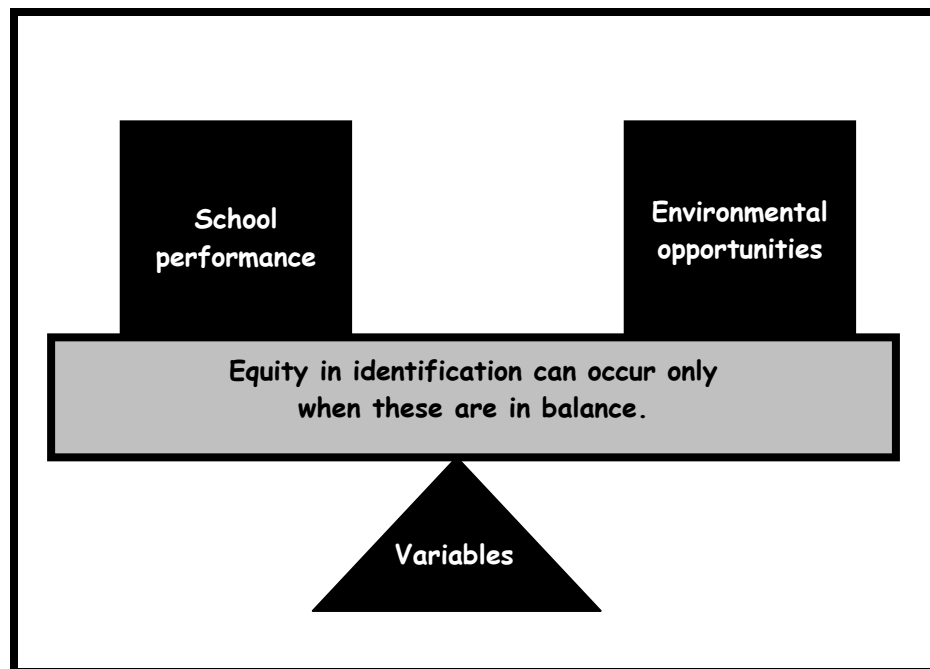 School
performance
Environmental
opportunities
Equity in identification can occur only
when these are in balance.
Variables